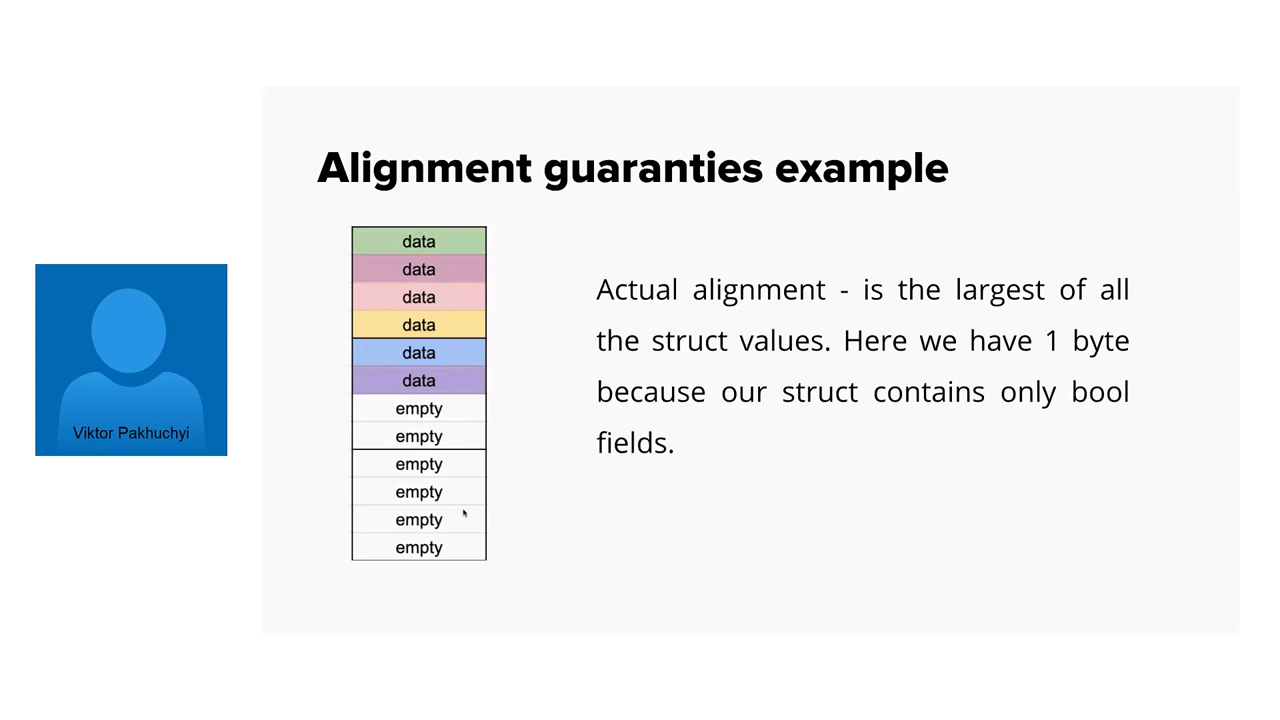 Alignment guaranties example
data
data
data
data
data
data
empty
empty
empty
empty
empty
empty
Actual alignment - is the largest of all
the struct values. Here we have 1 byte
because our struct contains only bool
fields.
Viktor Pakhuchyi